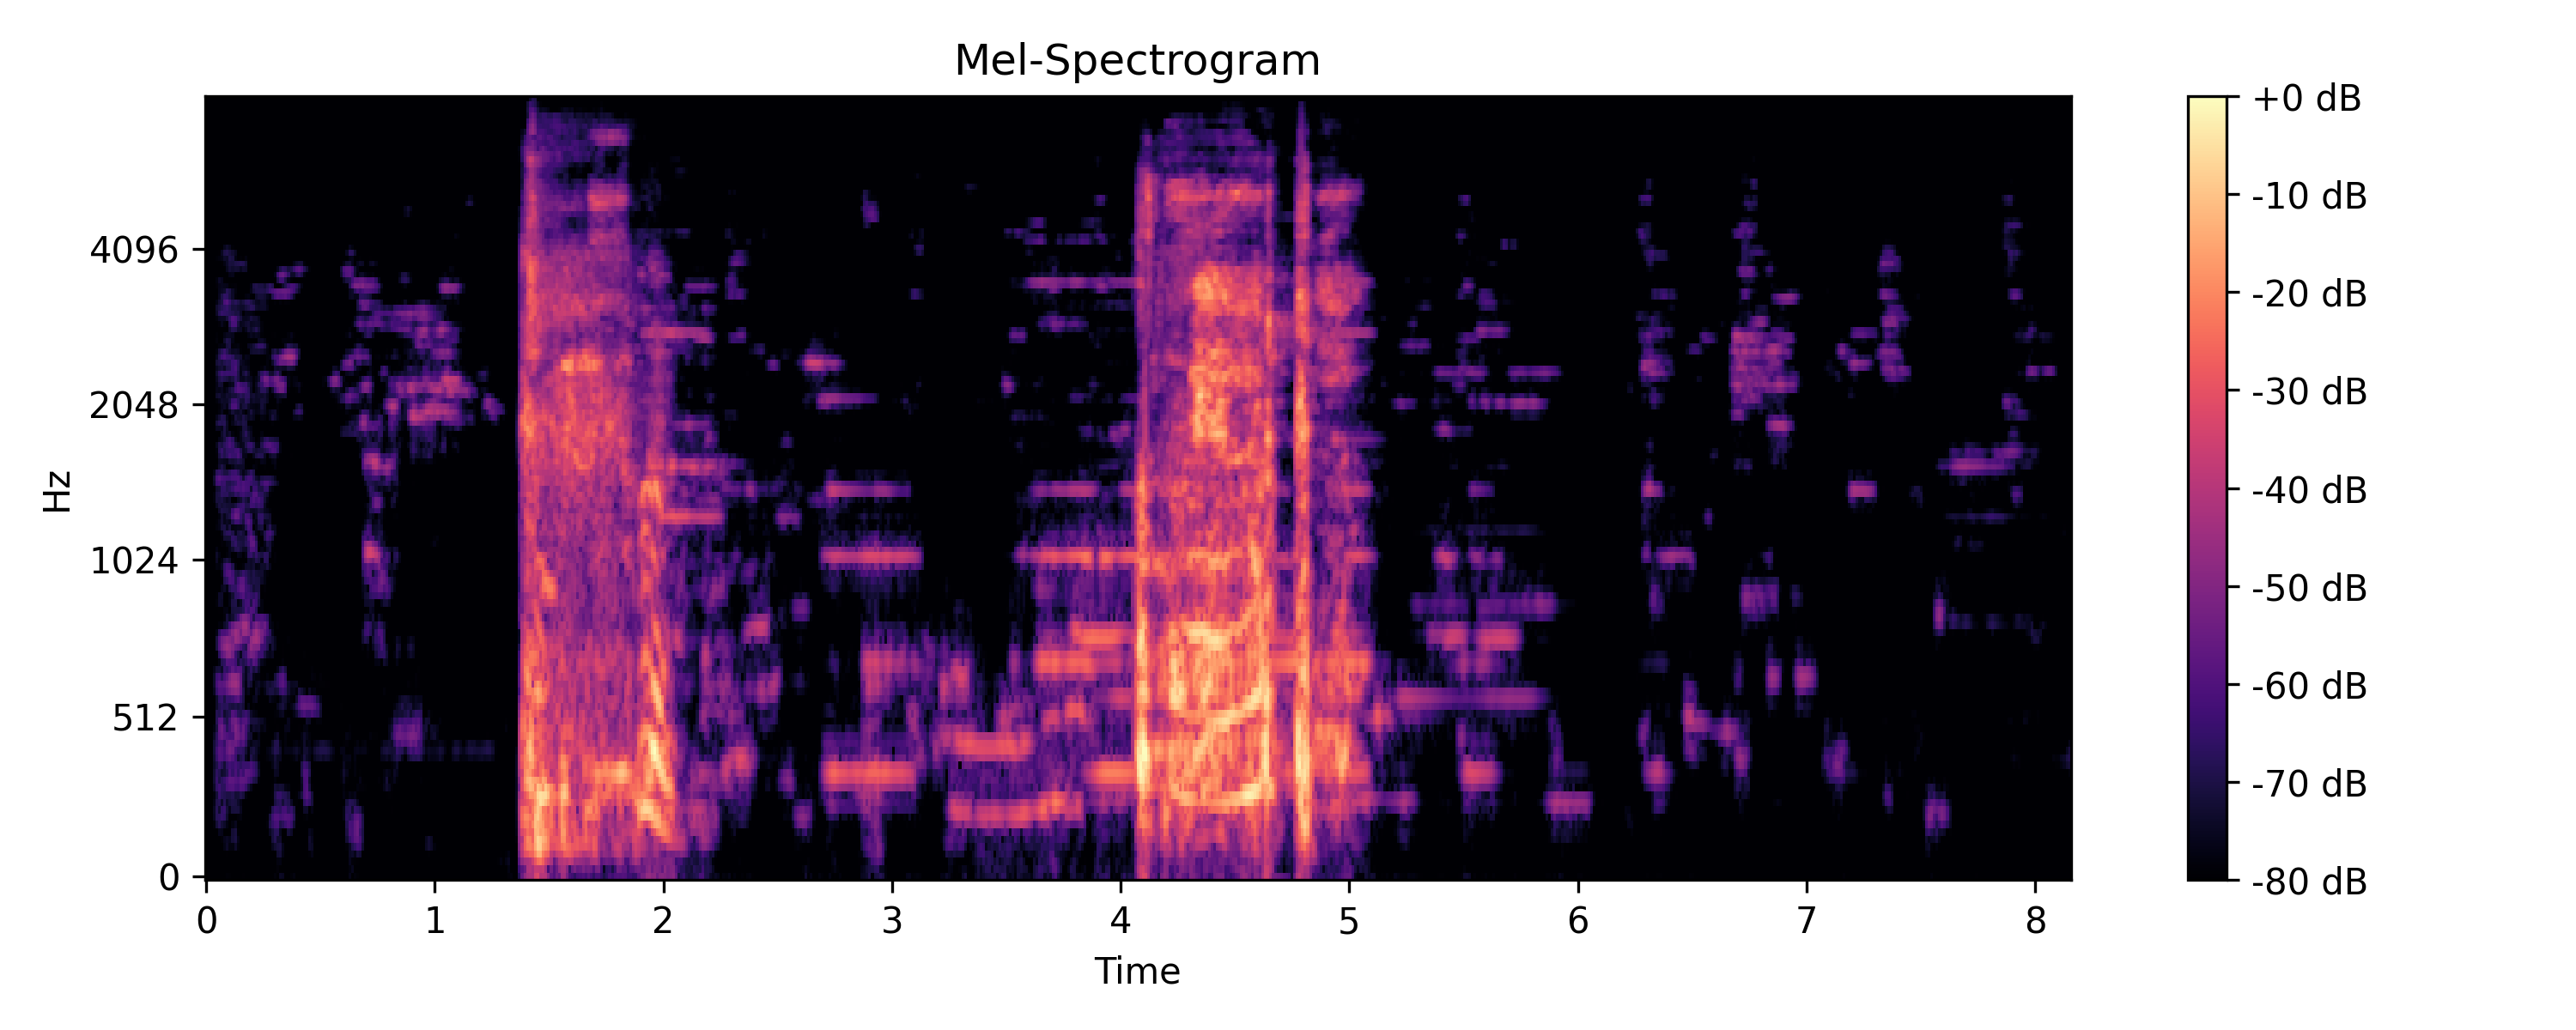 Mel-Spectrogram
+0 dB
-10 dB
-20 dB
-30 dB
-40 dB
-50 dB
-60 dB
-70 dB
-80 dB
4096
2048
1024
512
0
Hz
0 1 2 3 4 5 6 7 8
Time